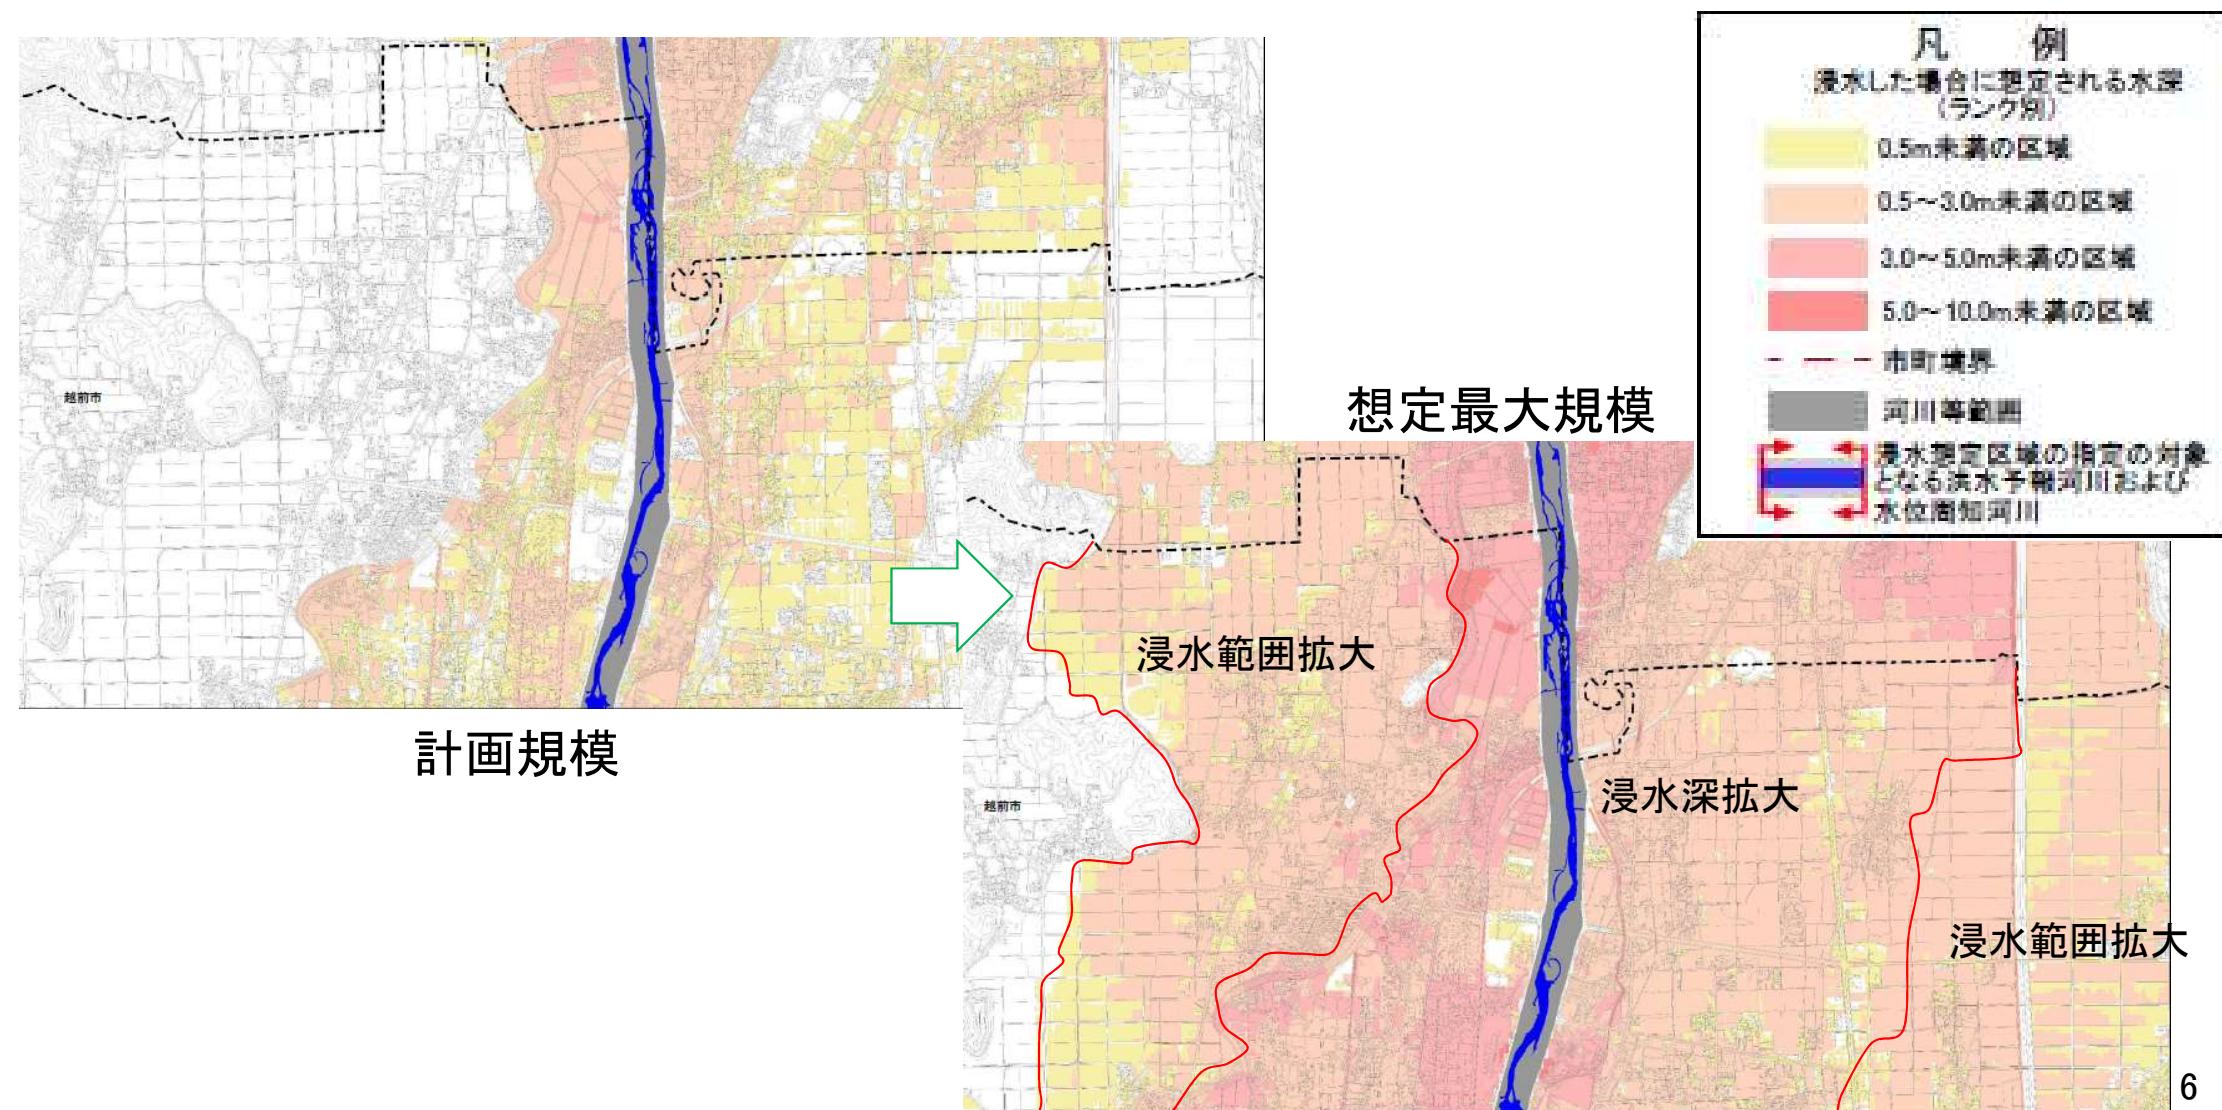 凡 例
浸水した場合に想定される水深
(ランク別)
0.5m未満の区域
0.5～3.0m未満の区域
3.0～5.0m未満の区域
5.0～10.0m未満の区域
市町境界
河川等範囲
浸水想定区域の指定の対象
となる洪水予報河川および
水位周知河川
越前市
計画規模
想定最大規模
浸水範囲拡大
浸水深拡大
越前市
浸水範囲拡大
6